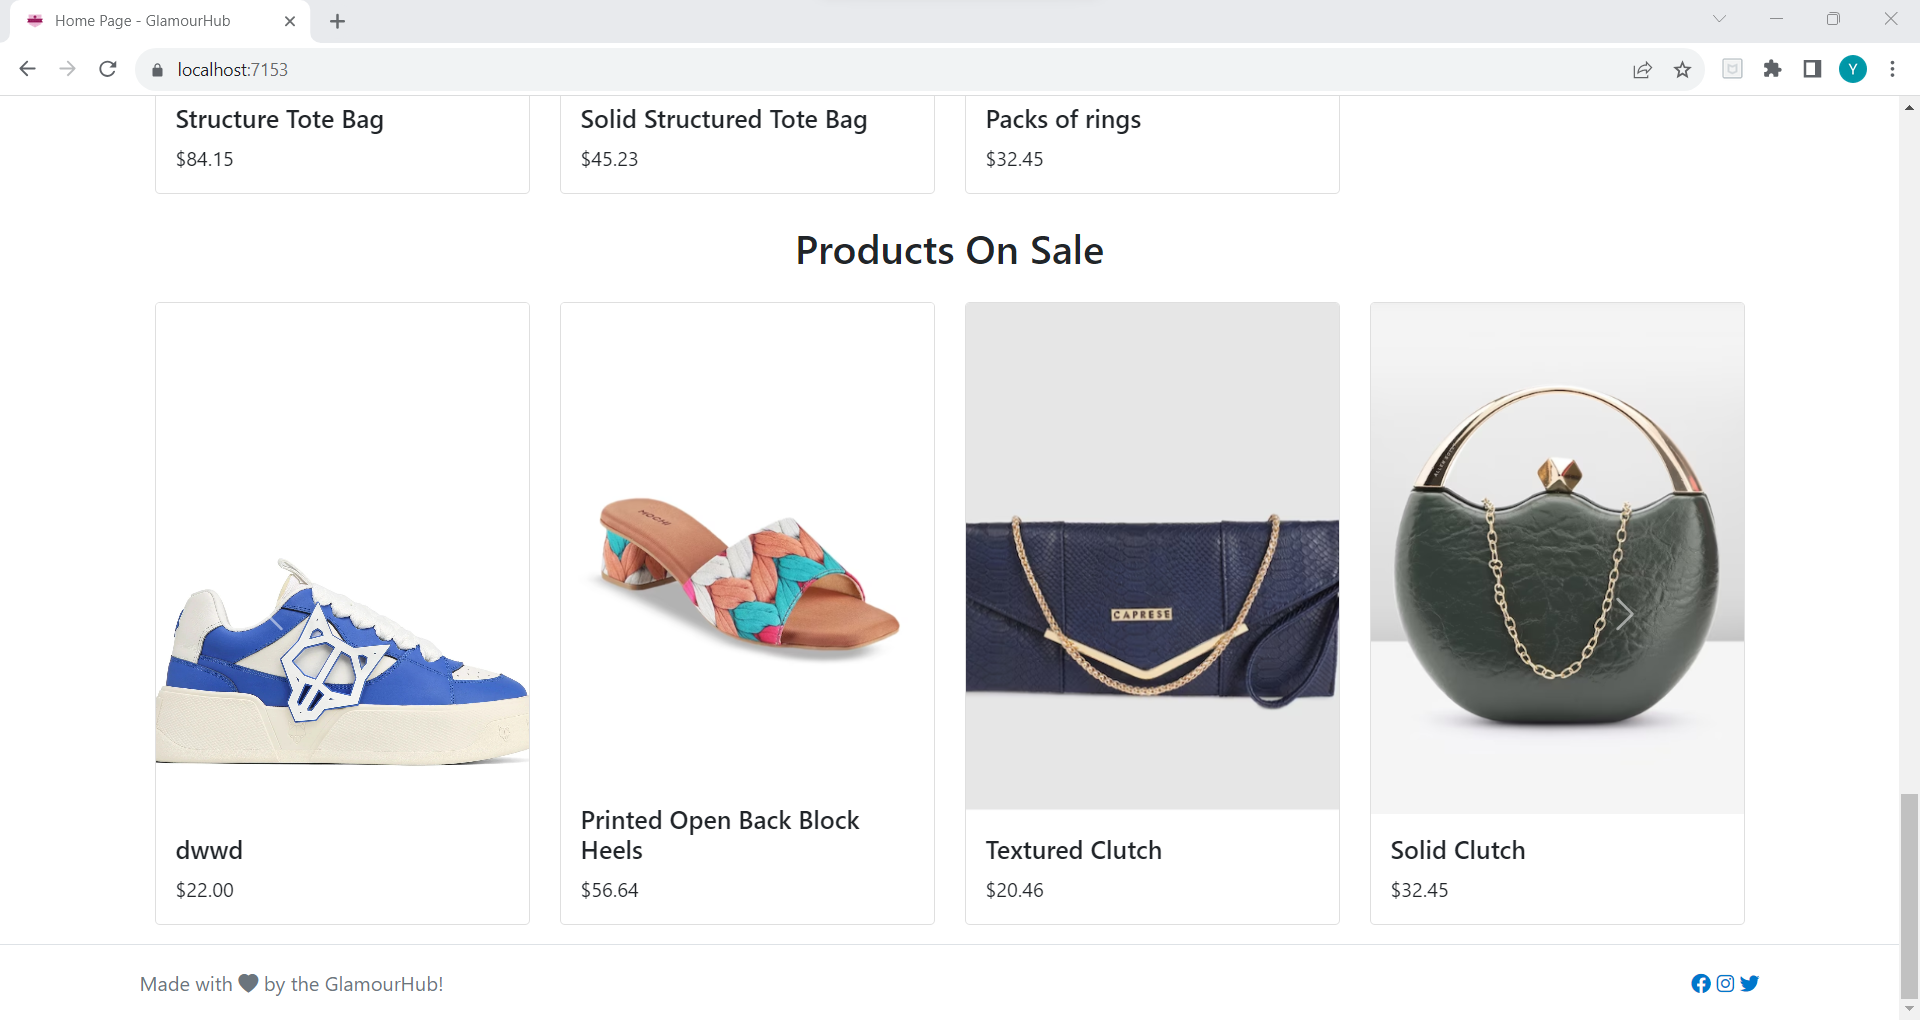 Home Page - GlamourHub
localhost:7153
Y
Structure Tote Bag
$84.15
Solid Structured Tote Bag
$45.23
Packs of rings
$32.45
Products On Sale
MOCHI
CAPRESE
dwwd
$22.00
Printed Open Back Block
Heels
$56.64
Textured Clutch
$20.46
Solid Clutch
$32.45
Made with by the GlamourHub!